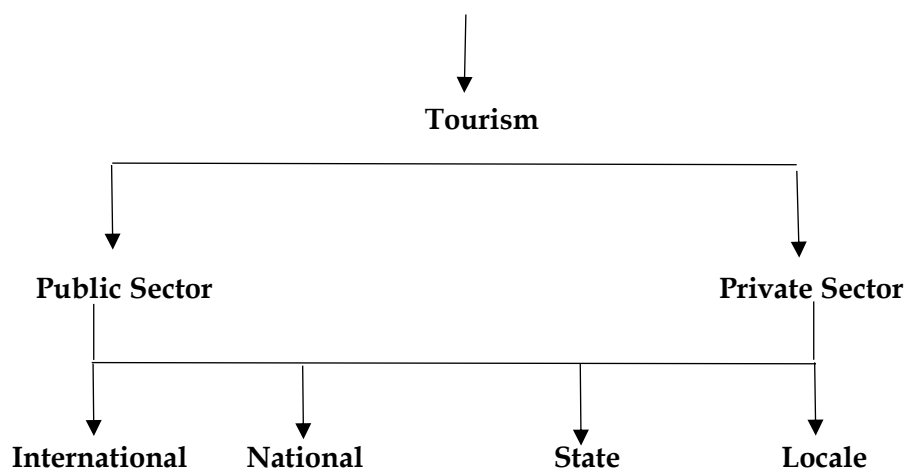 Tourism
Public Sector Private Sector
International National State Locale